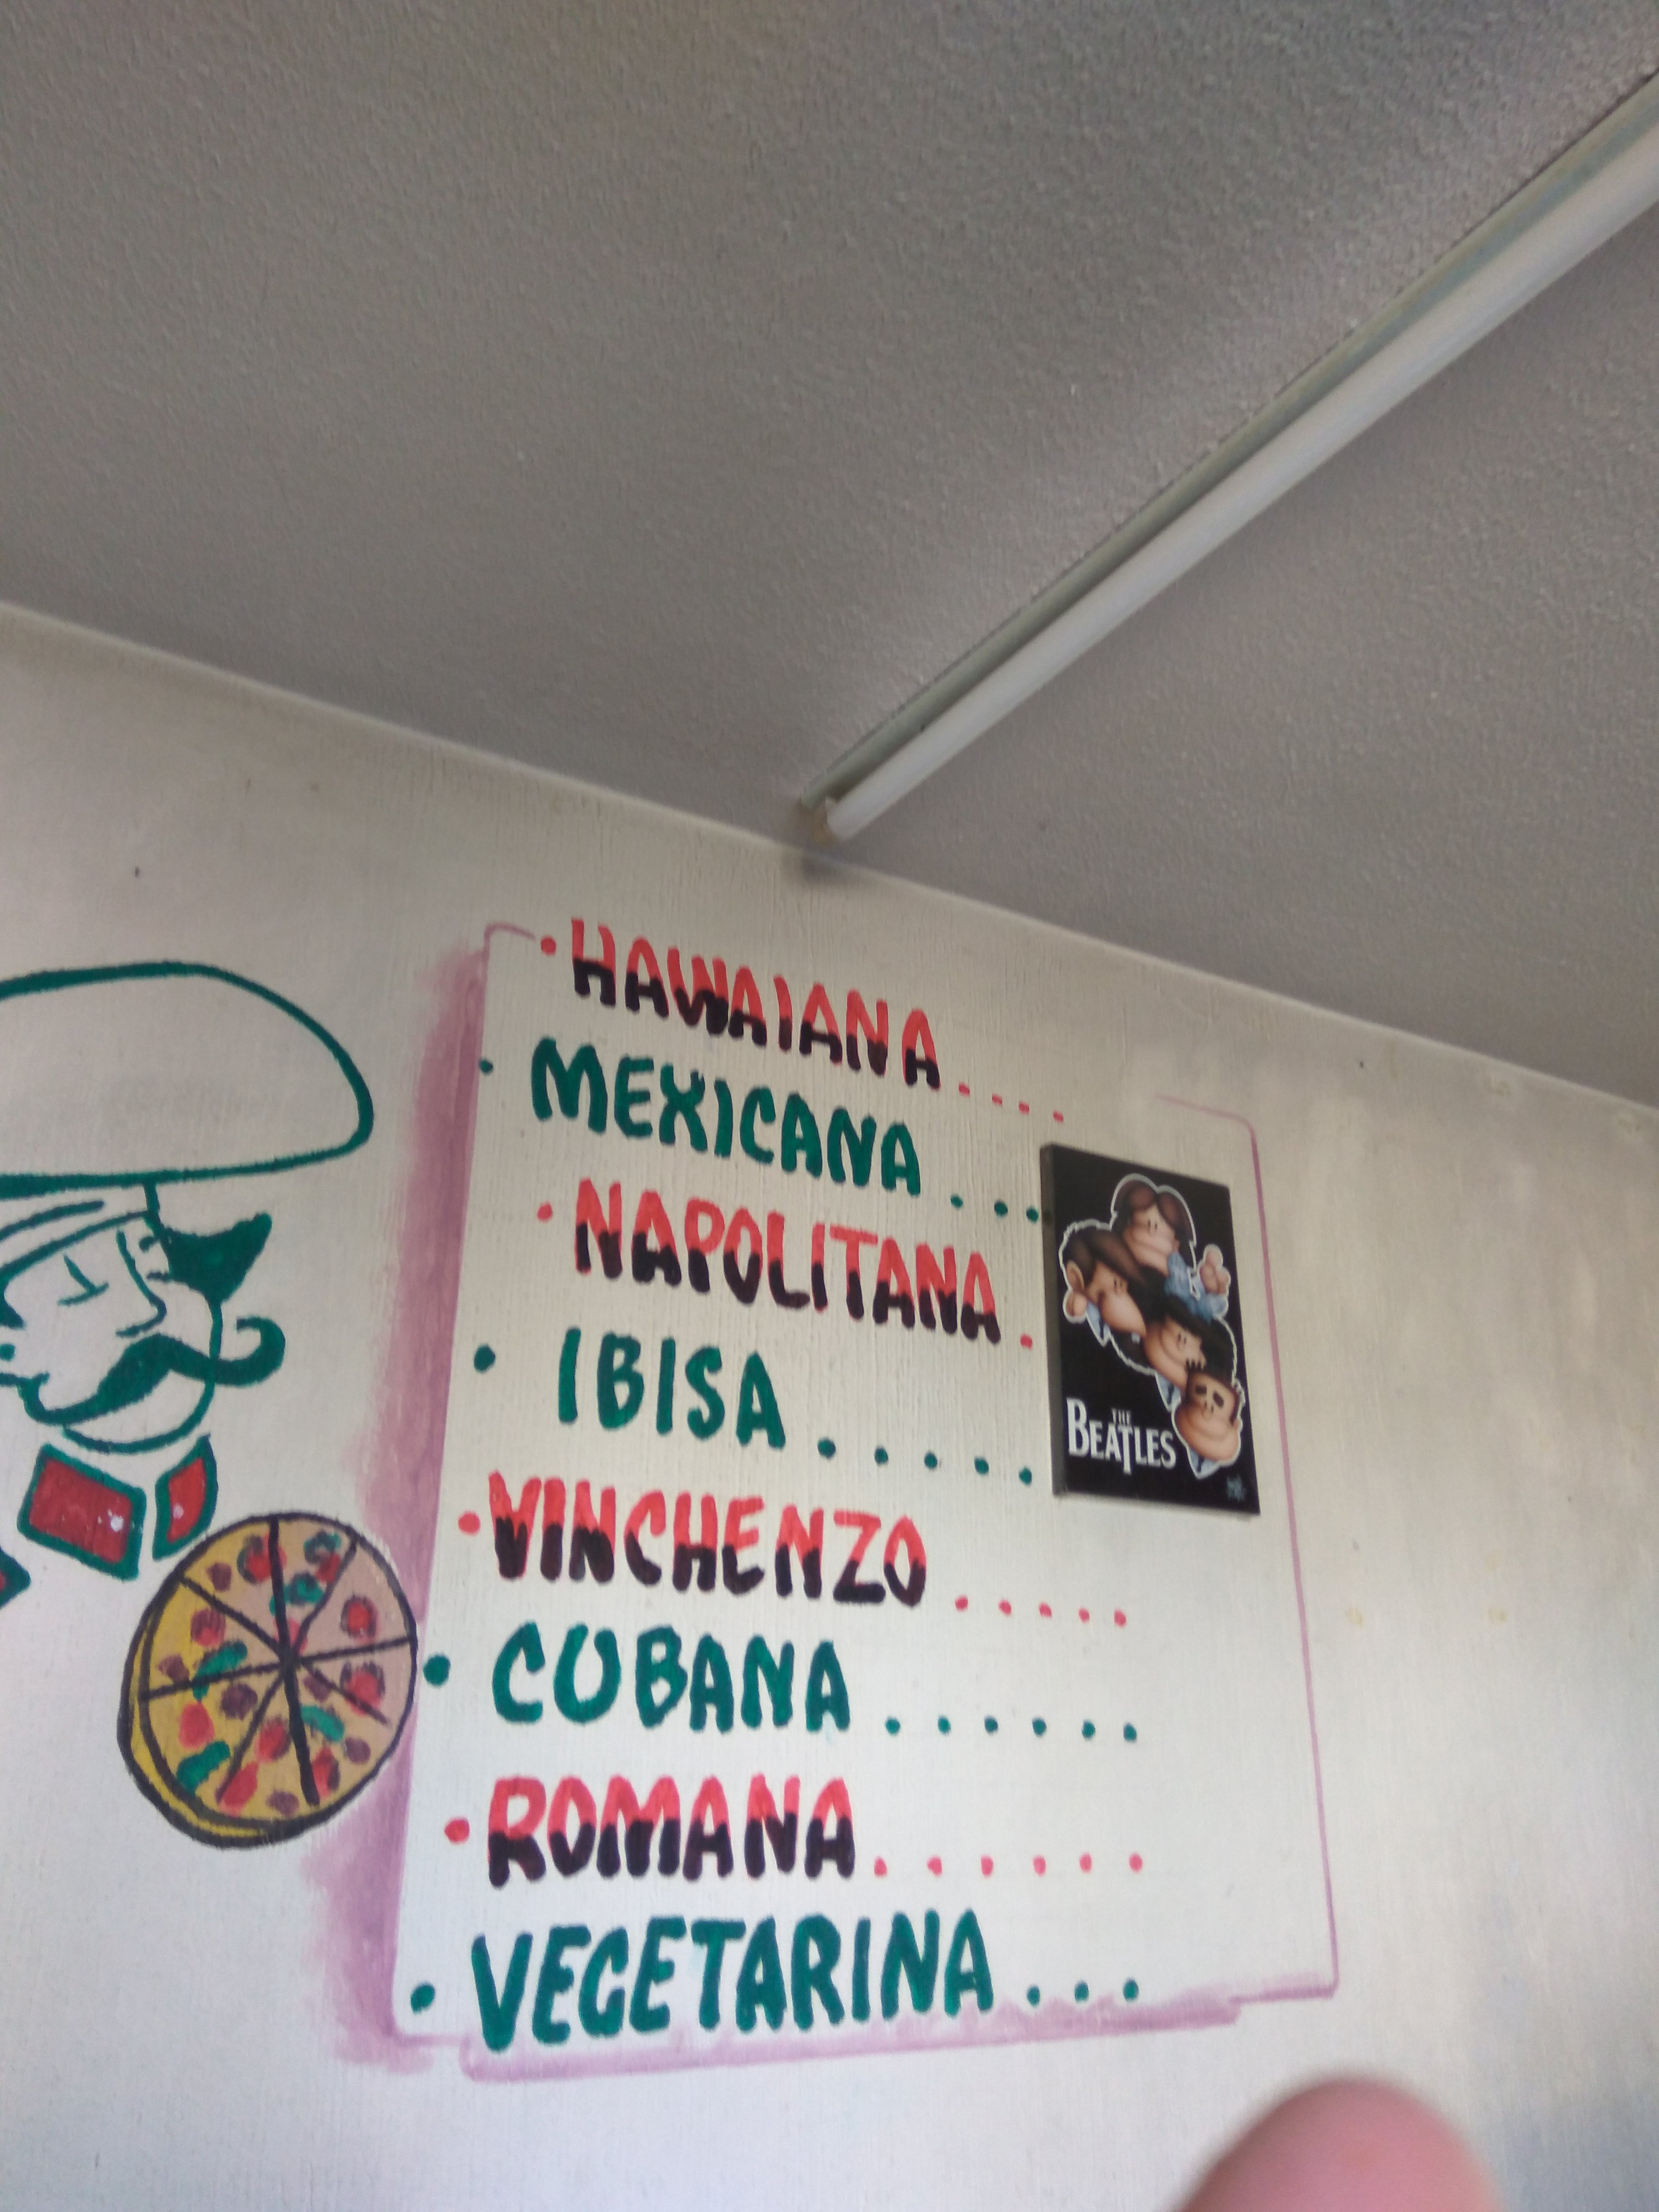 · HAWAIANA ....
· MEXICANA ...
· NAPOLITANA .
· IBISA .....
· VINCHENZO .....
· CUBANA ......
· ROMANA ......
· VEGETARINA ...
THE
BEATLES